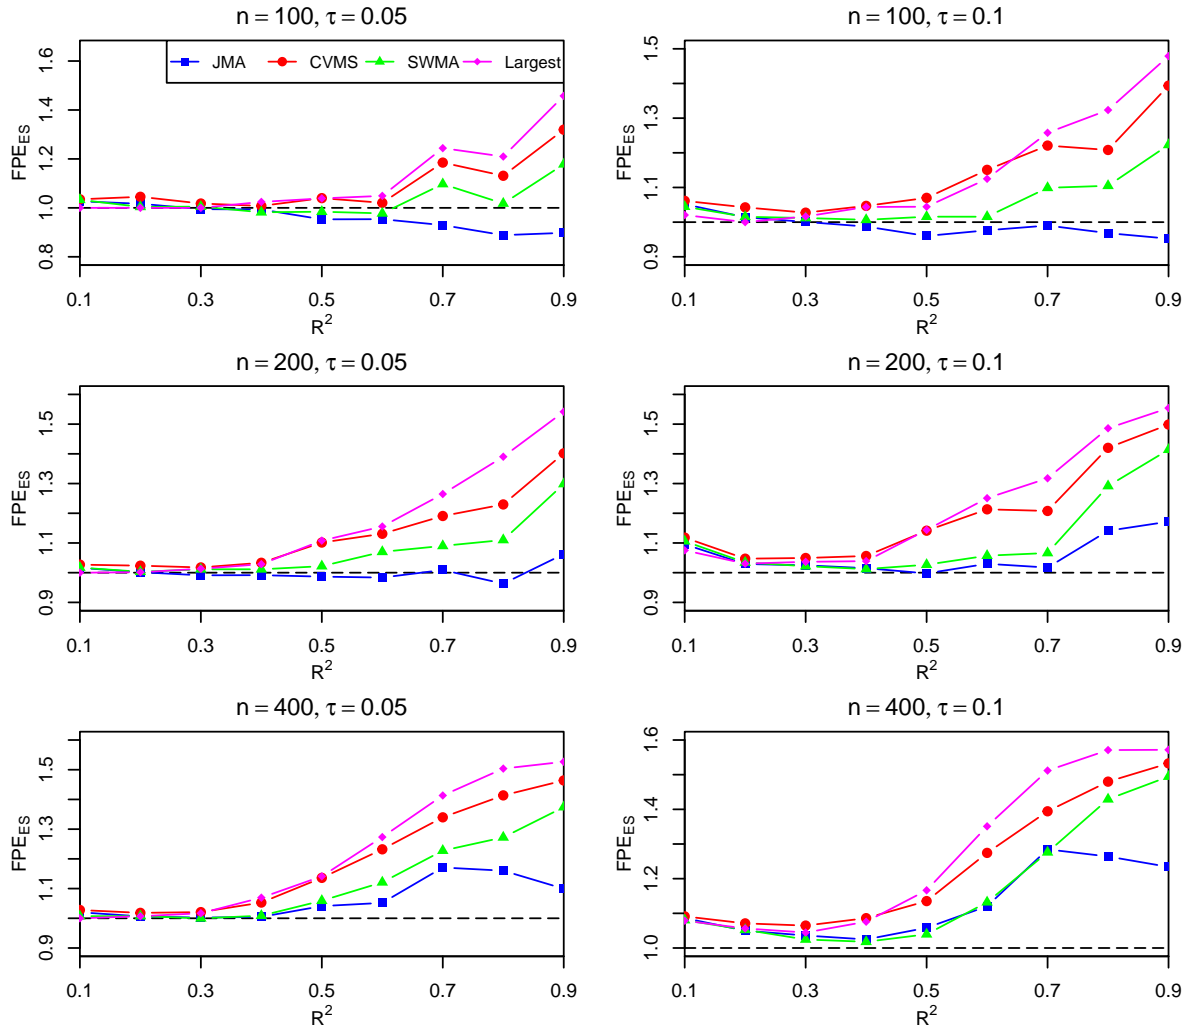 n = 100, τ = 0.05
FPE_ES
1.6
1.4
1.2
1.0
0.8
JMA CVMS SWMA Largest
0.1 0.3 0.5 0.7 0.9
R²
n = 100, τ = 0.1
FPE_ES
1.5
1.3
1.1
0.9
0.1 0.3 0.5 0.7 0.9
R²
n = 200, τ = 0.05
FPE_ES
1.5
1.3
1.1
0.9
0.1 0.3 0.5 0.7 0.9
R²
n = 200, τ = 0.1
FPE_ES
1.5
1.3
1.1
0.9
0.1 0.3 0.5 0.7 0.9
R²
n = 400, τ = 0.05
FPE_ES
1.5
1.3
1.1
0.9
0.1 0.3 0.5 0.7 0.9
R²
n = 400, τ = 0.1
FPE_ES
1.6
1.4
1.2
1.0
0.1 0.3 0.5 0.7 0.9
R²